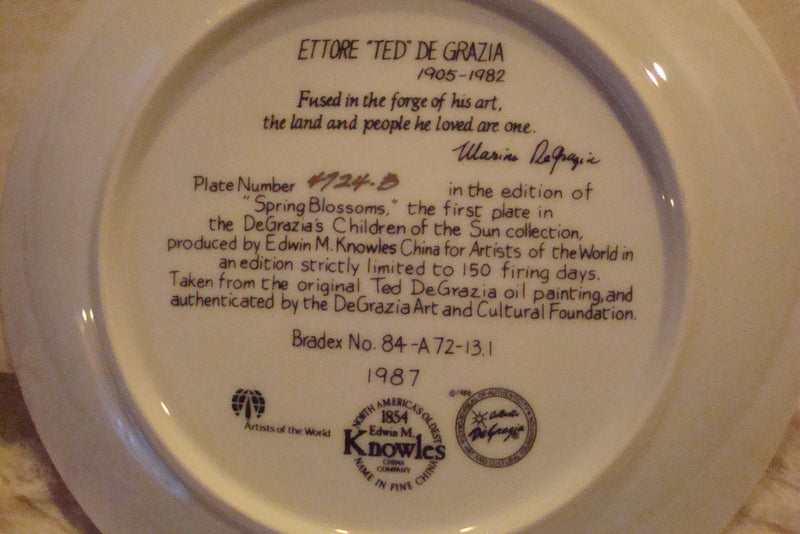 ETTORE "TED" DE GRAZIA
1905-1982
Fused in the forge of his art,
the land and people he loved are one.
Marion DeGrazia
Plate Number 4724-B in the edition of
"Spring Blossoms," the first plate in
the DeGrazia's Children of the Sun collection,
produced by Edwin M. Knowles China for Artists of the World in
an edition strictly limited to 150 firing days.
Taken from the original Ted DeGrazia oil painting, and
authenticated by the DeGrazia Art and Cultural Foundation.
Bradex No. 84-A72-13.1
1987
Artists of the World
NORTH AMERICA'S OLDEST
1854
Edwin M.
Knowles
CHINA
COMPANY
NAME IN FINE CHINA
DeGrazia
ART AND CULTURAL FOUNDATION